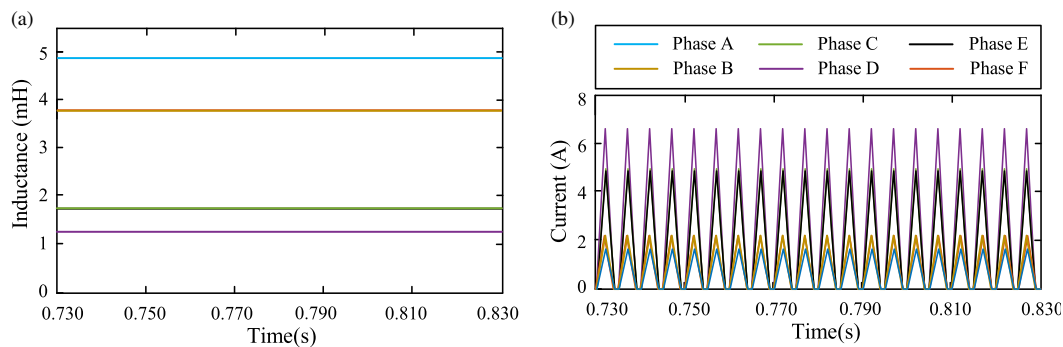 (a)
5
4
3
2
1
0
Inductance (mH)
0.730 0.750 0.770 0.790 0.810 0.830
Time(s)
(b)
Phase A Phase C Phase E
Phase B Phase D Phase F
8
6
4
2
0
Current (A)
0.730 0.750 0.770 0.790 0.810 0.830
Time(s)